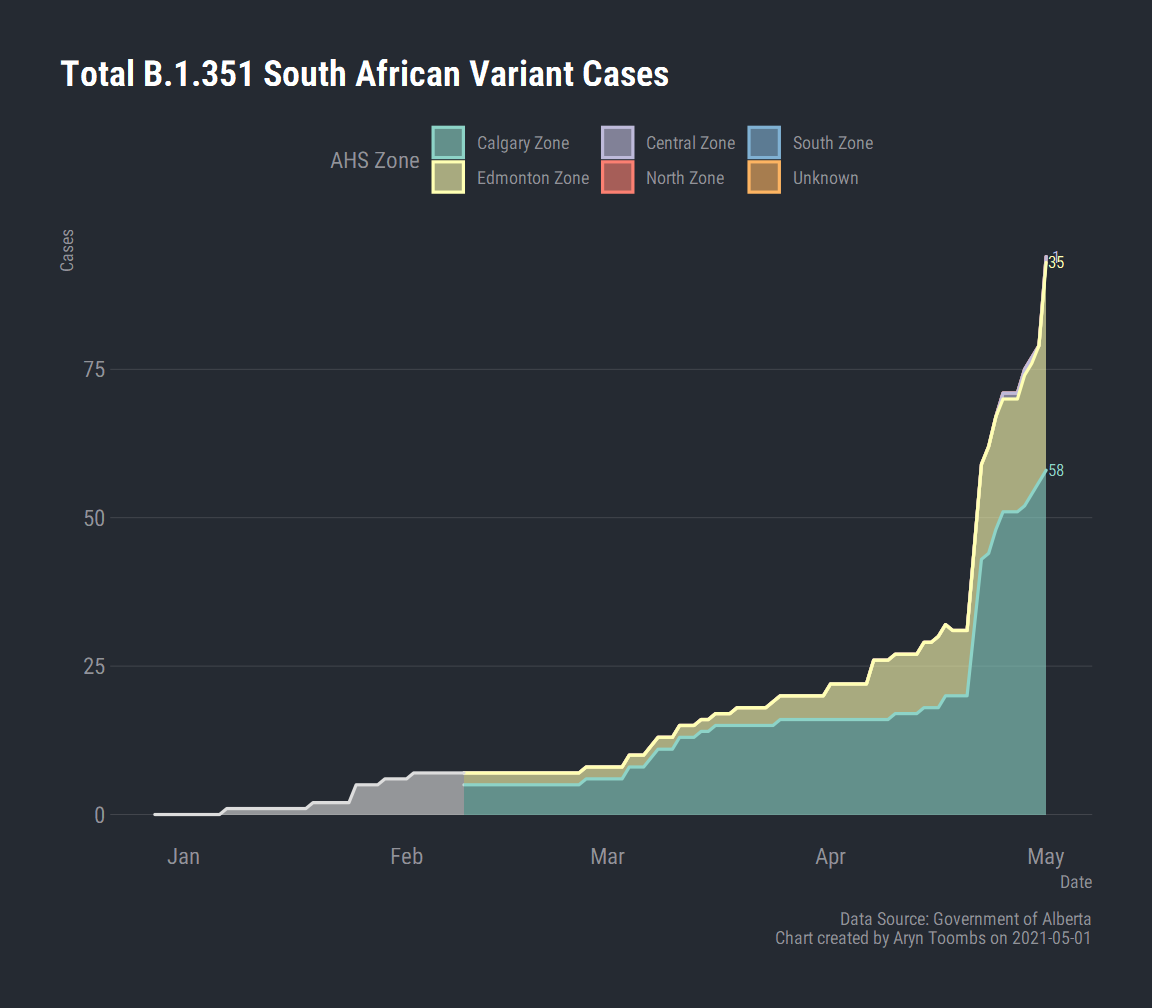 Total B.1.351 South African Variant Cases
AHS Zone
Calgary Zone
Central Zone
South Zone
Edmonton Zone
North Zone
Unknown
Cases
1
35
75
58
50
25
0
Jan
Feb
Mar
Apr
May
Date
Data Source: Government of Alberta
Chart created by Aryn Toombs on 2021-05-01